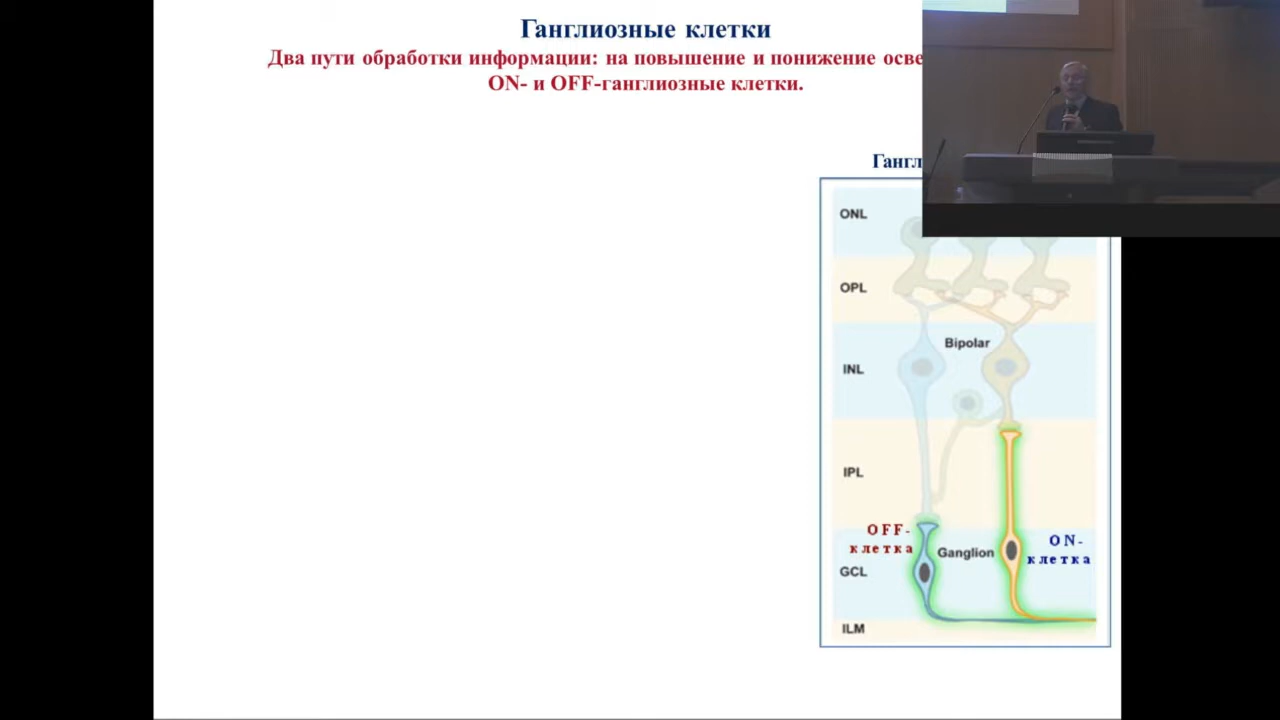 Ганглиозные клетки
Два пути обработки информации: на повышение и понижение осве
ON- и OFF-ганглиозные клетки.
Гангл
ONL
OPL
Bipolar
INL
IPL
OFF-
клетка
ON-
клетка
Ganglion
GCL
ILM